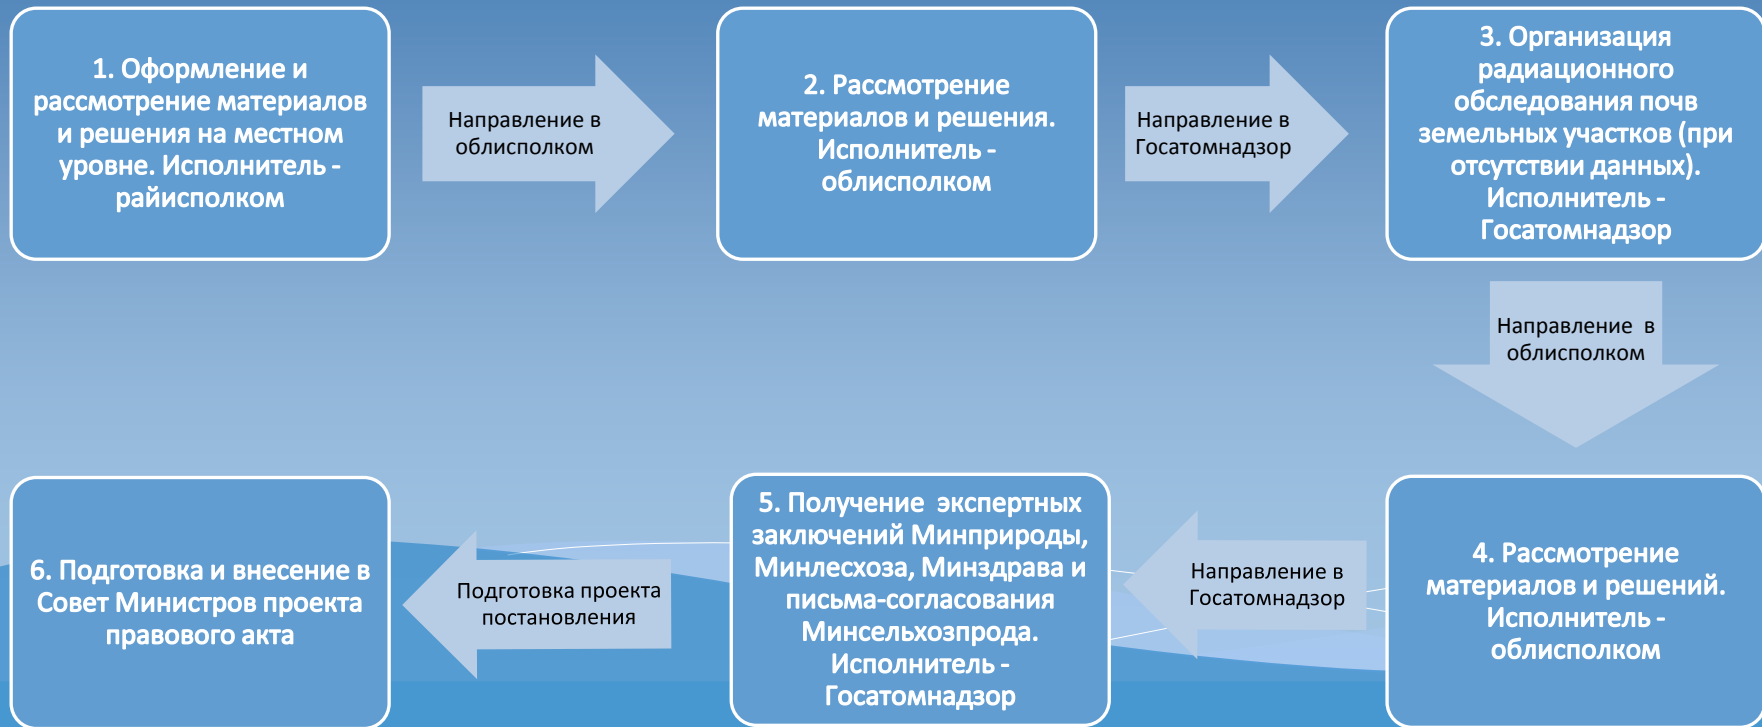 1. Оформление и
рассмотрение материалов
и решения на местном
уровне. Исполнитель -
райисполком
Направление в
облисполком
2. Рассмотрение
материалов и решения.
Исполнитель -
облисполком
Направление в
Госатомнадзор
3. Организация
радиационного
обследования почв
земельных участков (при
отсутствии данных).
Исполнитель -
Госатомнадзор
Направление в
облисполком
4. Рассмотрение
материалов и решений.
Исполнитель -
облисполком
Направление в
Госатомнадзор
5. Получение экспертных
заключений Минприроды,
Минлесхоза, Минздрава и
письма-согласования
Минсельхозпрода.
Исполнитель -
Госатомнадзор
Подготовка проекта
постановления
6. Подготовка и внесение в
Совет Министров проекта
правового акта